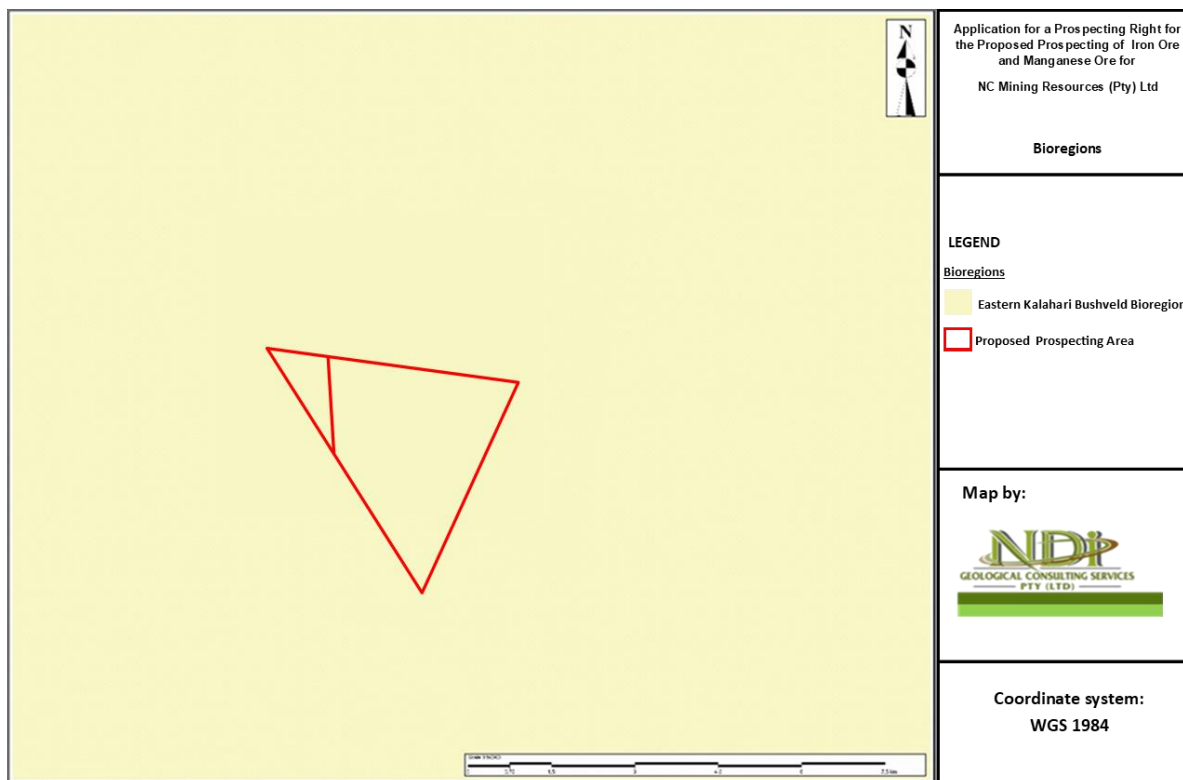 N
Application for a Prospecting Right for
the Proposed Prospecting of Iron Ore
and Manganese Ore for
NC Mining Resources (Pty) Ltd
Bioregions
LEGEND
Bioregions
Eastern Kalahari Bushveld Bioregion
Proposed Prospecting Area
Map by:
NDi
GEOLOGICAL CONSULTING SERVICES
PTY (LTD)
Coordinate system:
WGS 1984